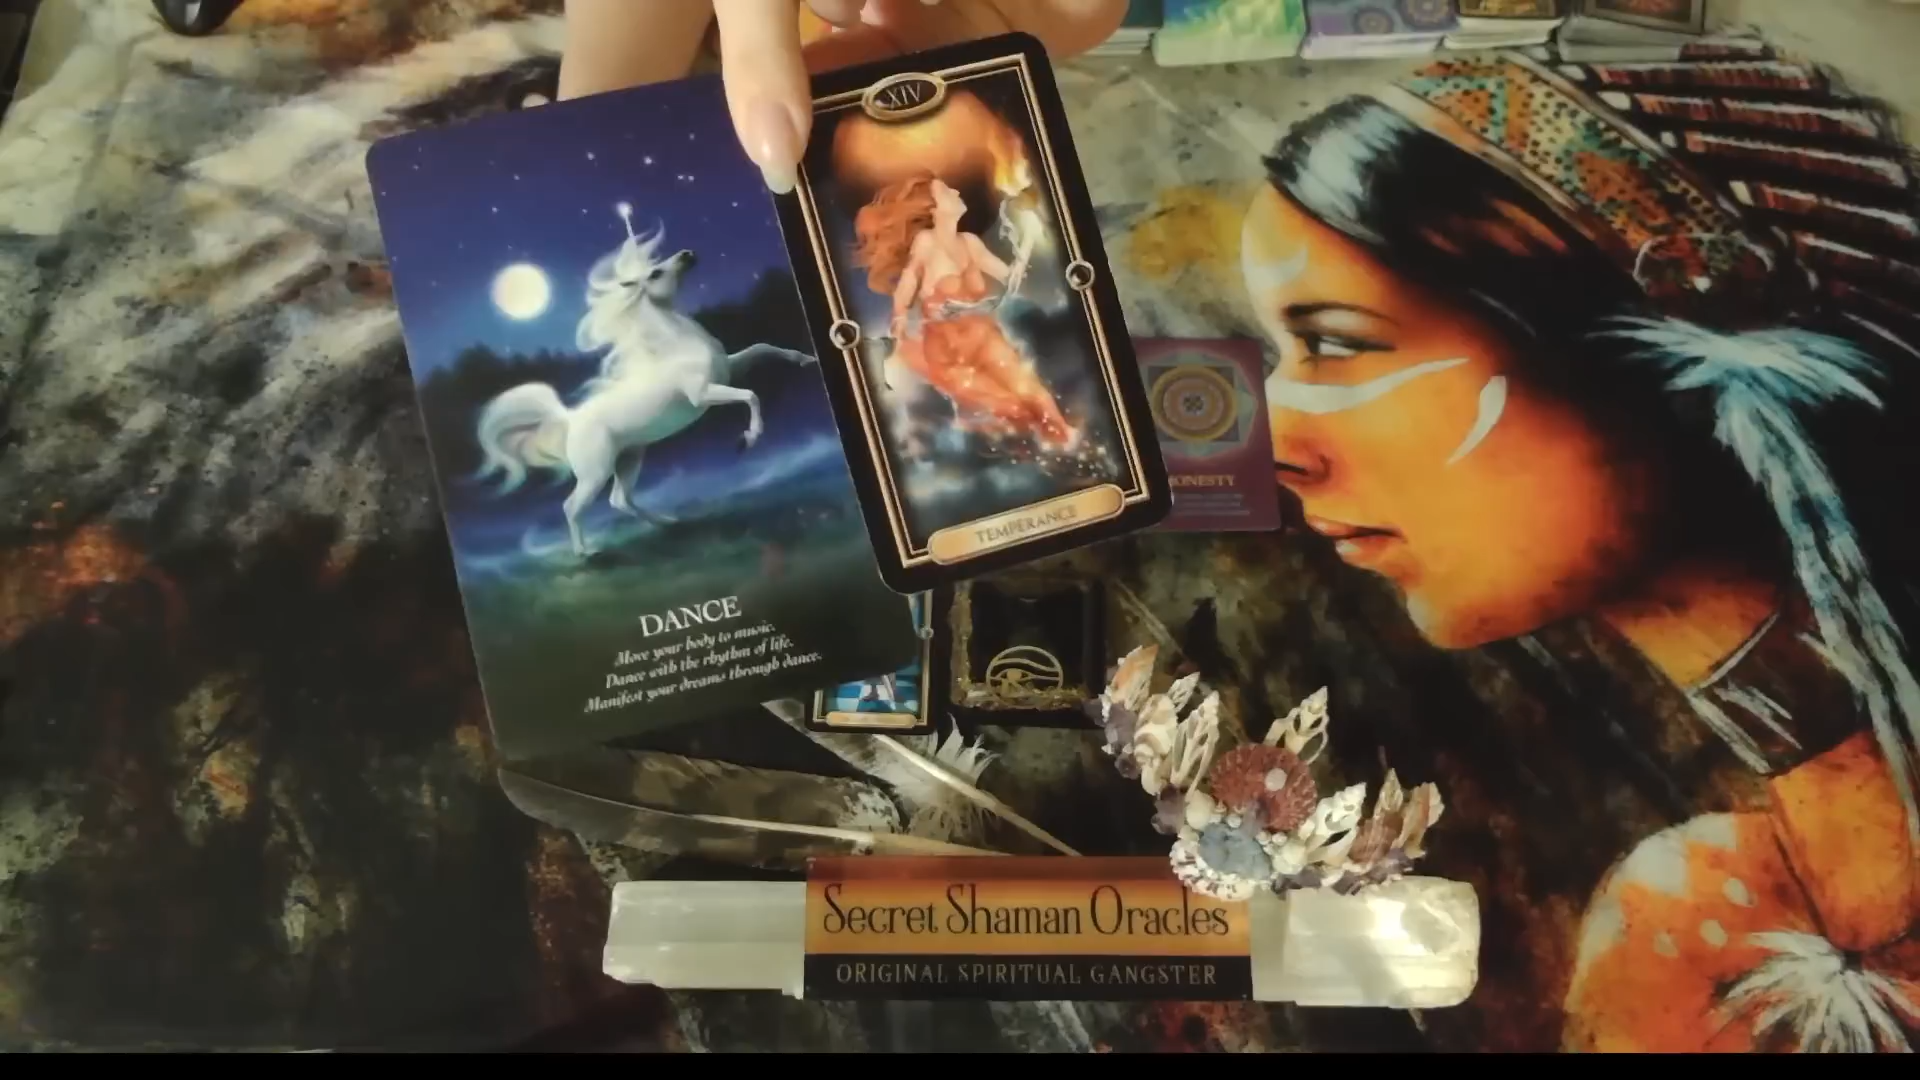 XIV
TEMPERANCE
DANCE
Move your body to music.
Dance with the rhythm of life.
Manifest your dreams through dance.
HONESTY
Secret Shaman Oracles
ORIGINAL SPIRITUAL GANGSTER